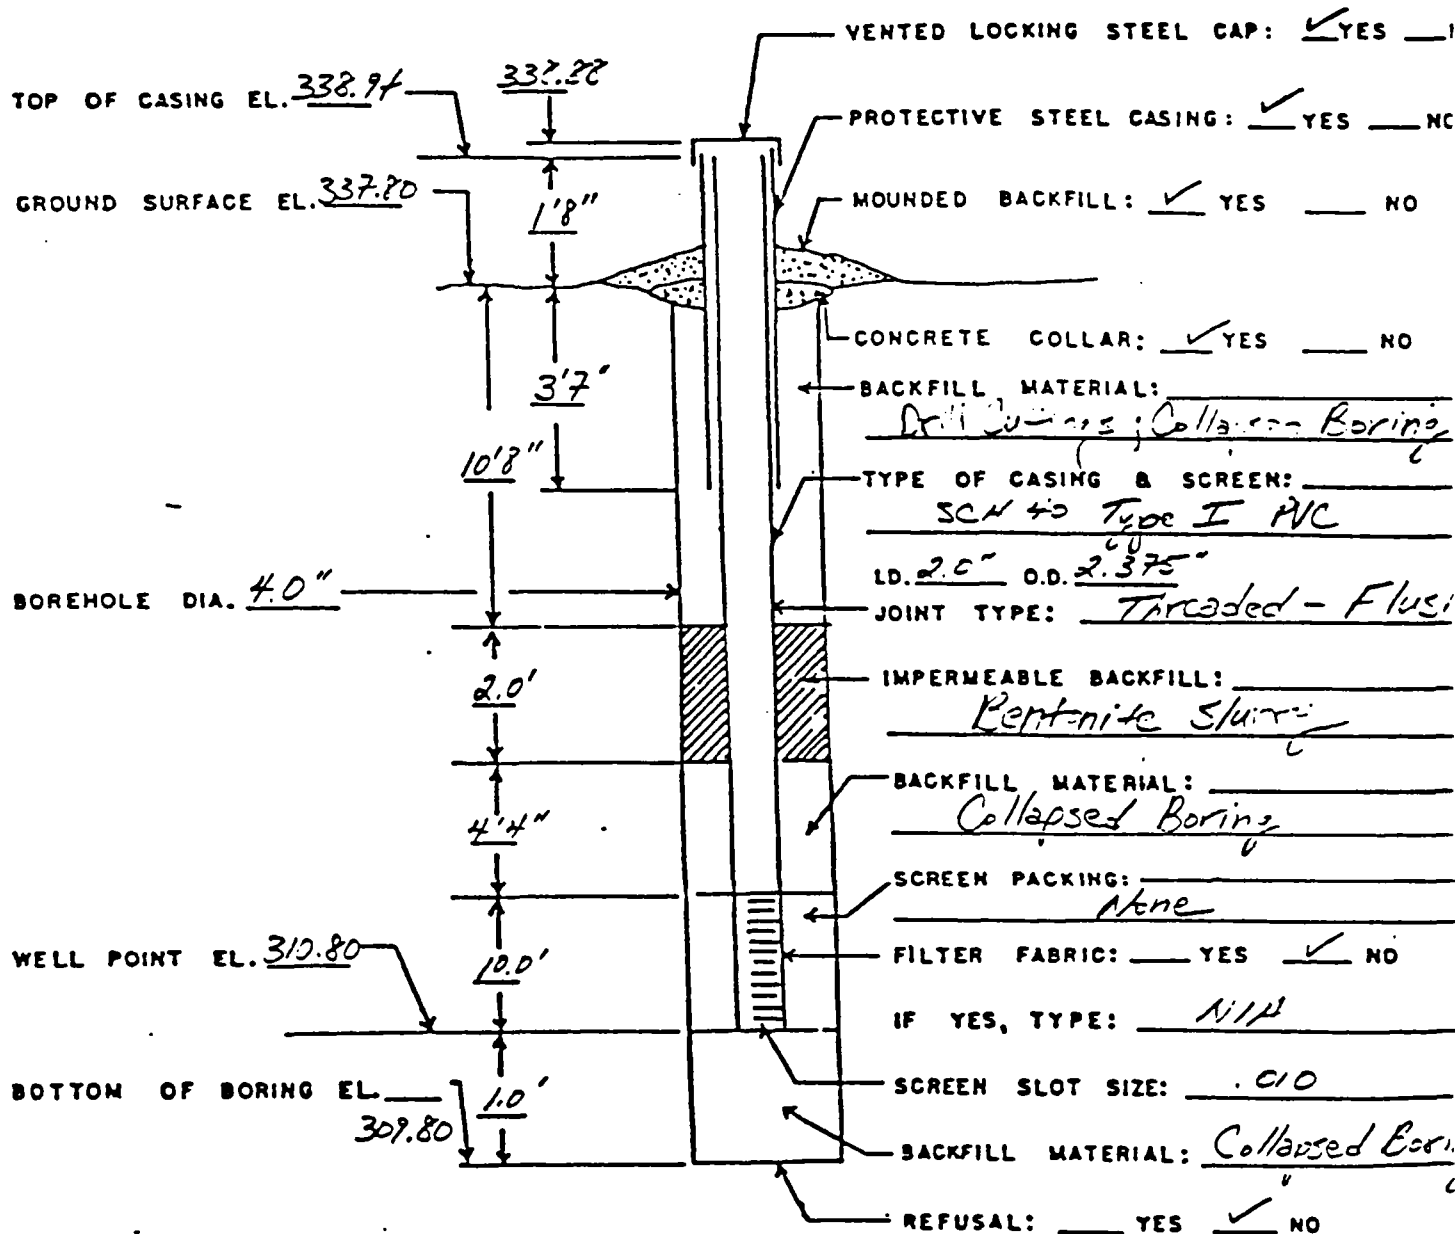 VENTED LOCKING STEEL CAP: ✓ YES
TOP OF CASING EL. 338.94
PROTECTIVE STEEL CASING: ✓ YES ___ NO
GROUND SURFACE EL. 337.80
1'8"
MOUNDED BACKFILL: ✓ YES ___ NO
CONCRETE COLLAR: ✓ YES ___ NO
3'7"
BACKFILL MATERIAL:
Drill Boring
10'8"
TYPE OF CASING & SCREEN:
SCH 40 Type I PVC
I.D. 2.0" O.D. 2.375"
BOREHOLE DIA. 4.0"
JOINT TYPE: Threaded -
2.0'
IMPERMEABLE BACKFILL:
Bentonite Slurry
BACKFILL MATERIAL:
Collapsed Boring
4'4"
SCREEN PACKING:
None
WELL POINT EL. 310.80
10.0'
FILTER FABRIC: ___ YES ✓ NO
IF YES, TYPE: N/A
BOTTOM OF BORING EL.
309.80
1.0'
SCREEN SLOT SIZE: .010
BACKFILL MATERIAL: Collapsed
REFUSAL: ___ YES ✓ NO